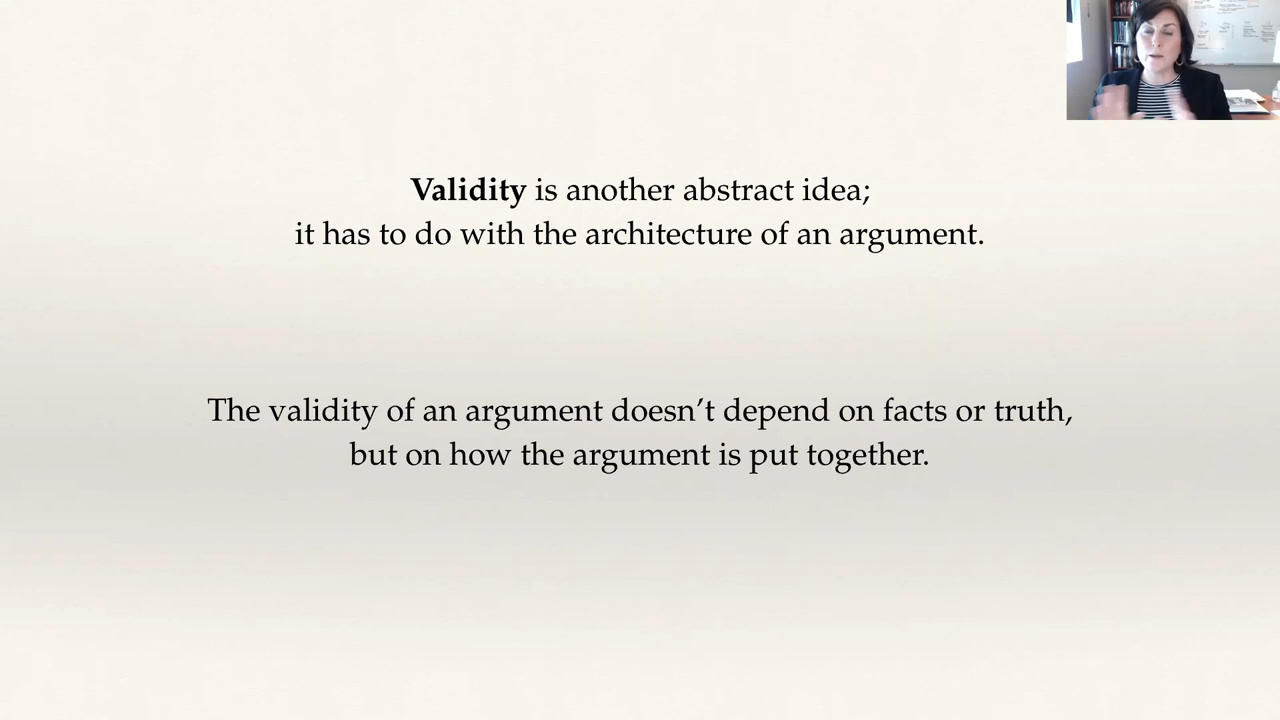 Validity is another abstract idea;
it has to do with the architecture of an argument.
The validity of an argument doesn’t depend on facts or truth,
but on how the argument is put together.